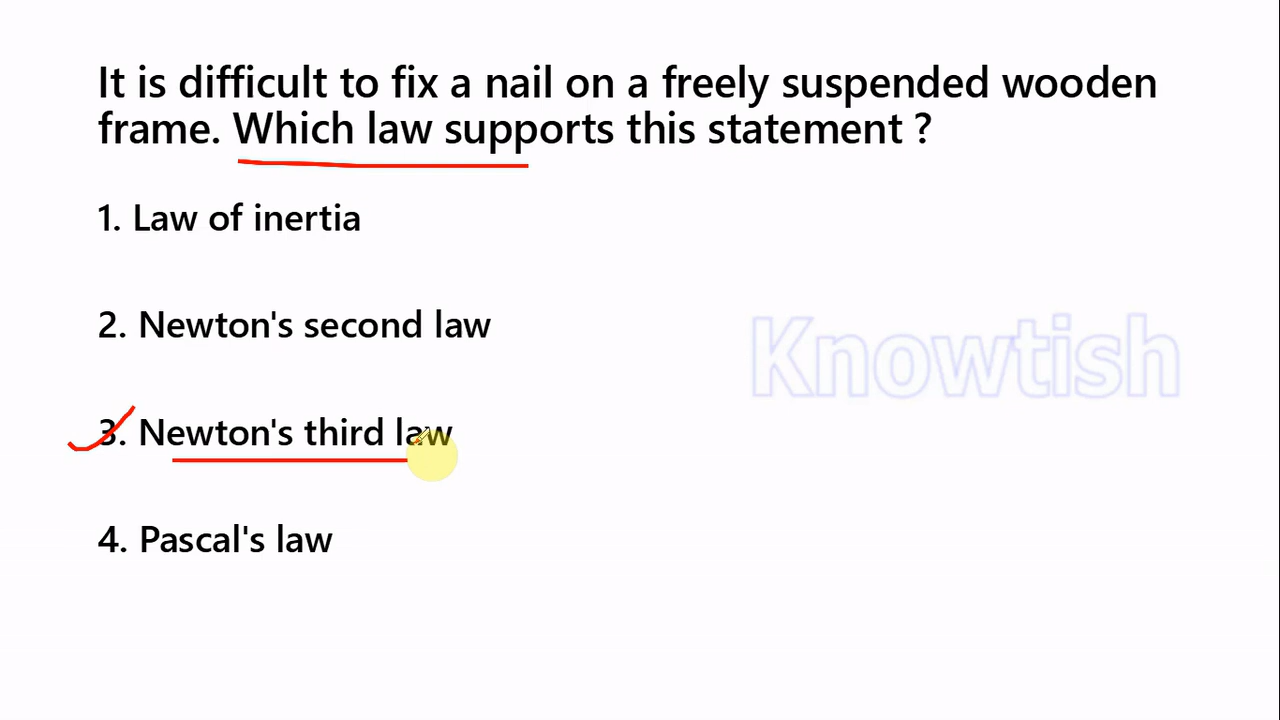 It is difficult to fix a nail on a freely suspended wooden
frame. Which law supports this statement ?
1. Law of inertia
2. Newton's second law
Knowtish
3. Newton's third law
4. Pascal's law